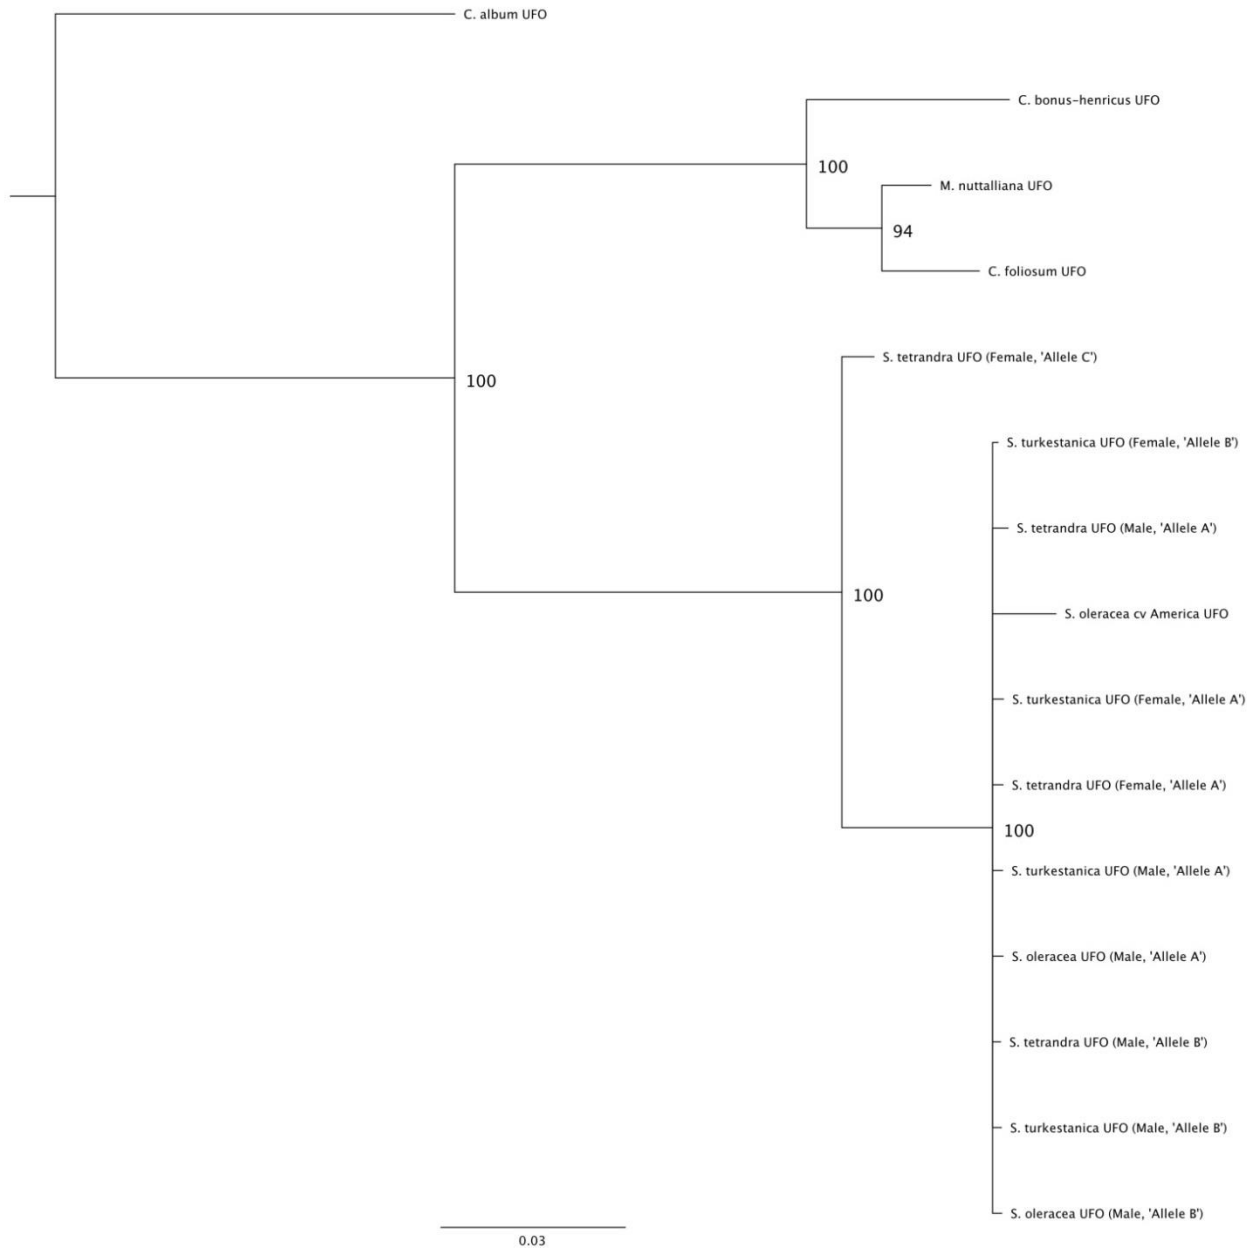 C. album UFO
C. bonus-henricus UFO
100
M. nuttalliana UFO
94
C. foliosum UFO
S. tetrandra UFO (Female, 'Allele C')
100
S. turkestanica UFO (Female, 'Allele B')
S. tetrandra UFO (Male, 'Allele A')
100
S. oleracea cv America UFO
S. turkestanica UFO (Female, 'Allele A')
S. tetrandra UFO (Female, 'Allele A')
100
S. turkestanica UFO (Male, 'Allele A')
S. oleracea UFO (Male, 'Allele A')
S. tetrandra UFO (Male, 'Allele B')
S. turkestanica UFO (Male, 'Allele B')
S. oleracea UFO (Male, 'Allele B')
0.03